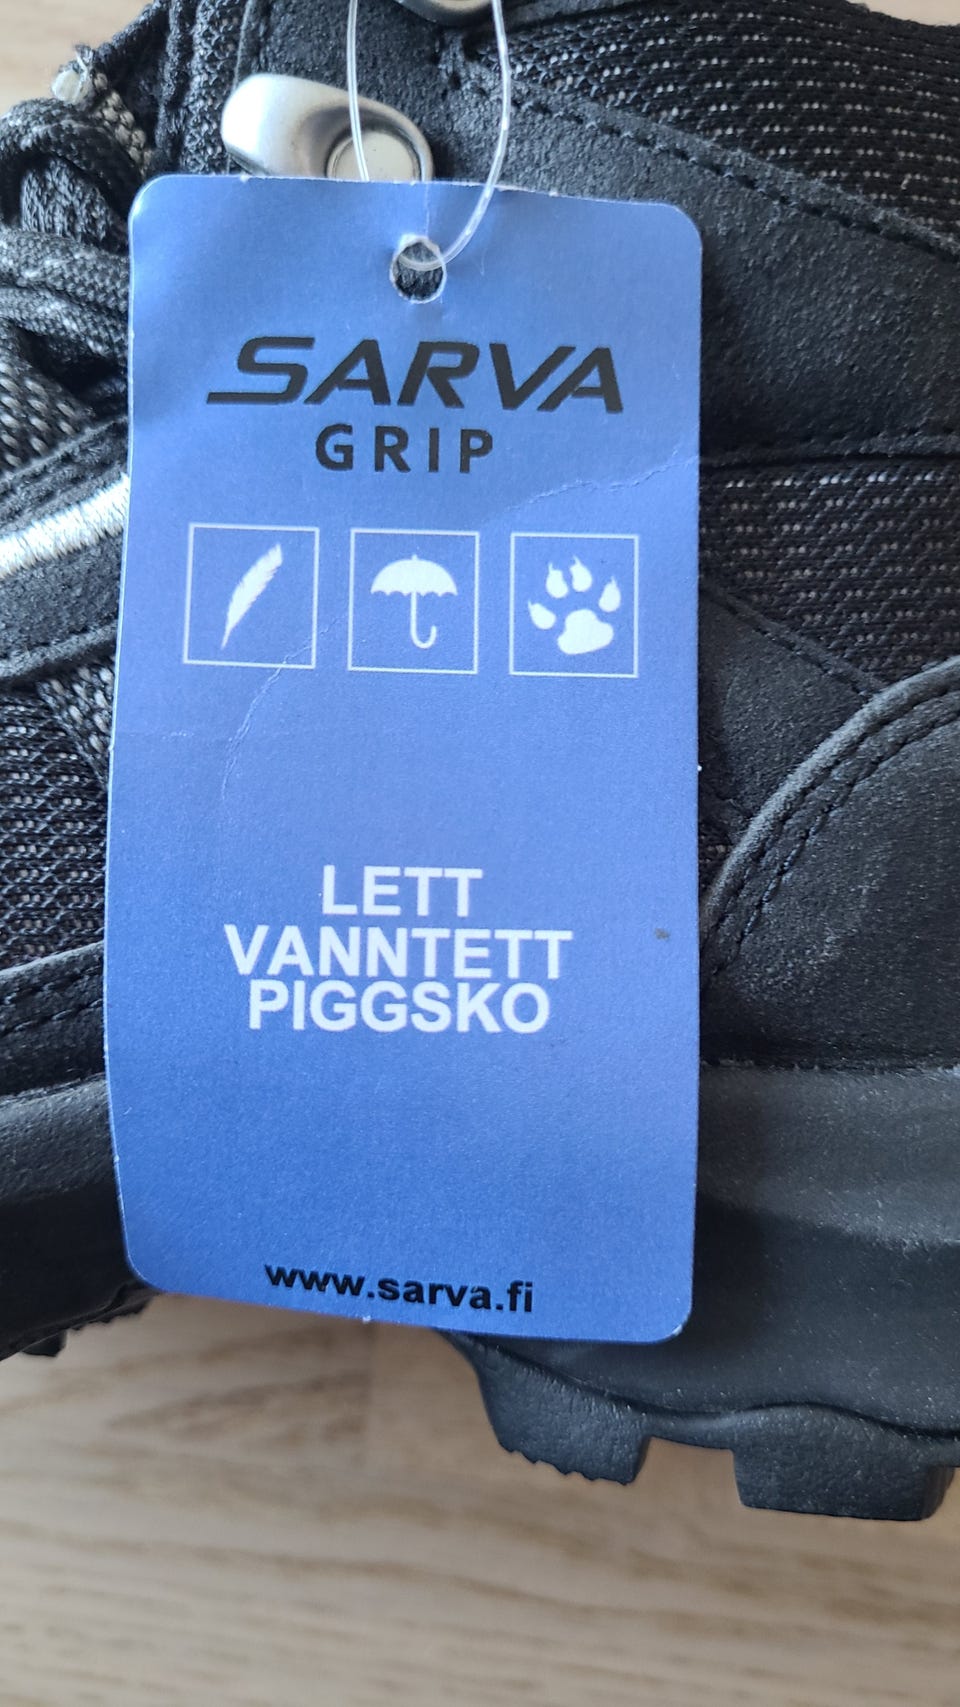 SARVA
GRIP
LETT
VANNTETT
PIGGSKO
www.sarva.fi